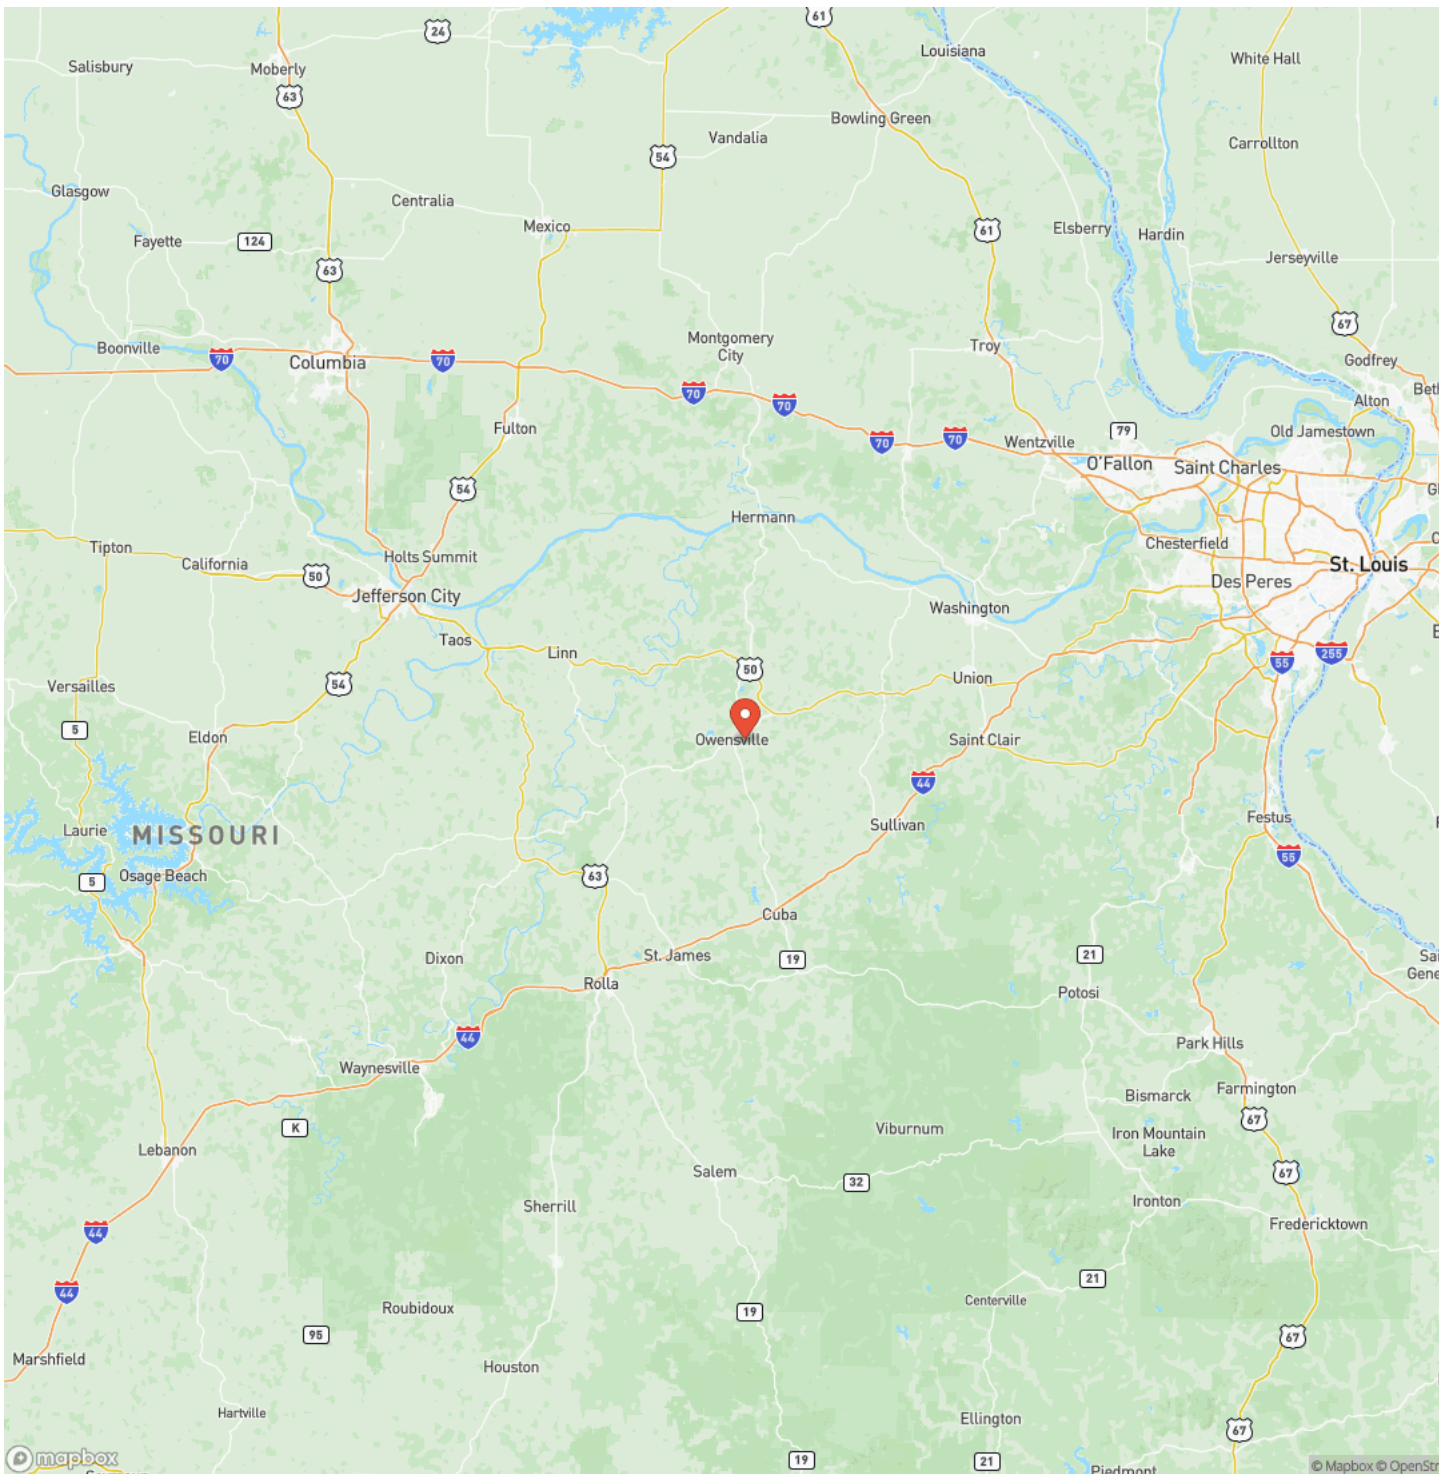 61
24
Louisiana
White Hall
Salisbury
Moberly
63
Bowling Green
Vandalia
Carrollton
54
Glasgow
Centralia
Mexico
Elsberry
Hardin
61
Fayette
124
Jerseyville
63
67
Montgomery
City
Troy
Boonville
70
Columbia
70
Godfrey
70
Alton
70
Fulton
70
70
Wentzville
79
Old Jamestown
O'Fallon
Saint Charles
54
Hermann
Tipton
Holts Summit
Chesterfield
California
St. Louis
50
Jefferson City
Des Peres
Washington
Taos
Linn
55
255
50
Union
Versailles
54
5
Eldon
Owensville
Saint Clair
44
Laurie
MISSOURI
Sullivan
Festus
55
Osage Beach
5
63
Cuba
Dixon
St. James
19
21
Rolla
Potosi
44
Park Hills
Waynesville
Bismarck
Farmington
67
K
Viburnum
Iron Mountain
Lake
Lebanon
Salem
67
32
Sherrill
Ironton
Fredericktown
44
44
21
Roubidoux
Centerville
19
95
67
Marshfield
Houston
Hartville
Ellington
67
mapbox
19
21
Piedmont
© Mapbox © OpenStr